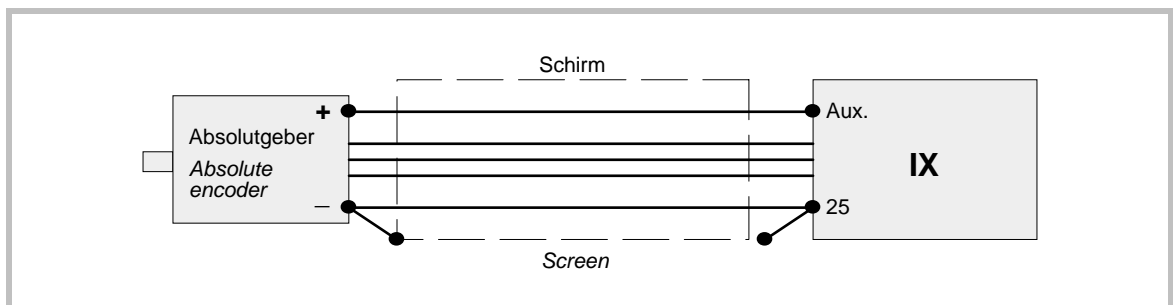 Schirm
+
Aux.
Absolutgeber
Absolute
encoder
IX
–
25
Screen